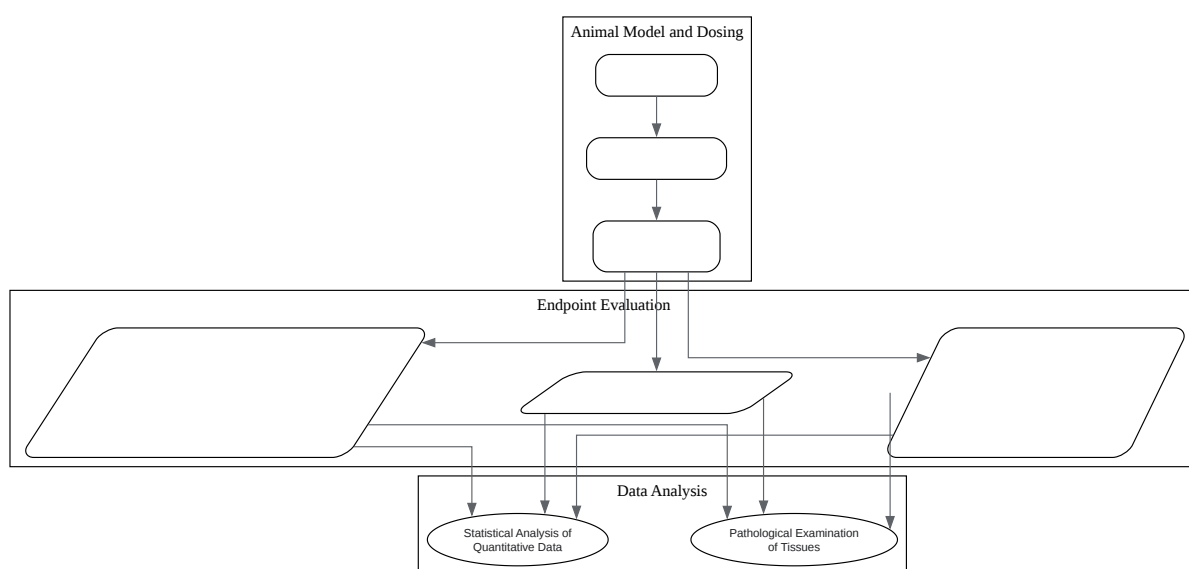 Animal Model and Dosing
Endpoint Evaluation
Data Analysis
Statistical Analysis of
Quantitative Data
Pathological Examination
of Tissues